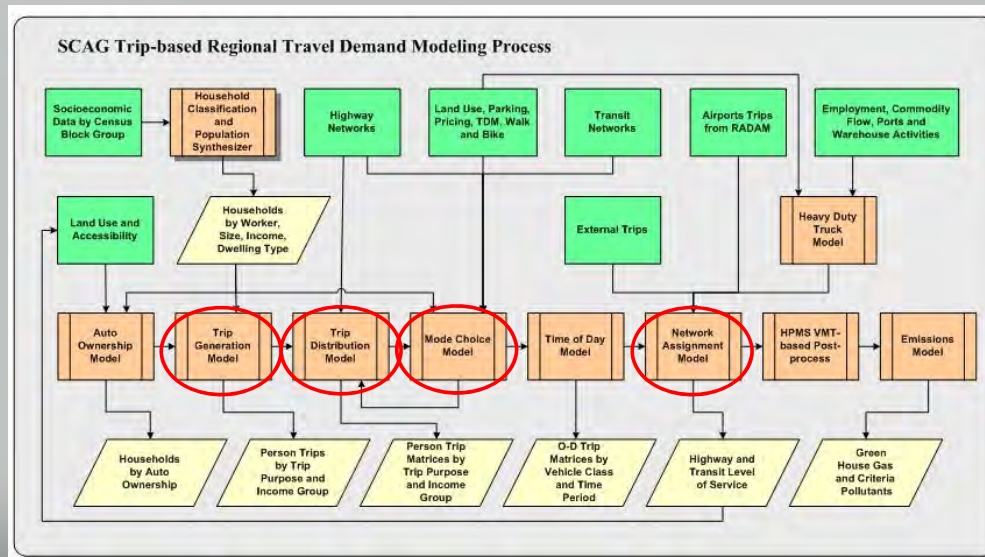 SCAG Trip-based Regional Travel Demand Modeling Process
Socioeconomic
Data by Census
Block Group
Household
Classification
and
Population
Synthesizer
Highway
Networks
Land Use, Parking,
Pricing, TDM, Walk
and Bike
Transit
Networks
Airports Trips
from RADAM
Employment, Commodity
Flow, Ports and
Warehouse Activities
Land Use and
Accessibility
Households
by Worker,
Size, Income,
Dwelling Type
External Trips
Heavy Duty
Truck
Model
Auto
Ownership
Model
Trip
Generation
Model
Trip
Distribution
Model
Mode Choice
Model
Time of Day
Model
Network
Assignment
Model
HPMS VMT-
based Post-
process
Emissions
Model
Households
by Auto
Ownership
Person Trips
by Trip
Purpose and
Income Group
Person Trip
Matrices by
Trip Purpose
and Income
Group
O-D Trip
Matrices by
Vehicle Class
and Time
Period
Highway and
Transit Level
of Service
Green
House Gas
and Criteria
Pollutants